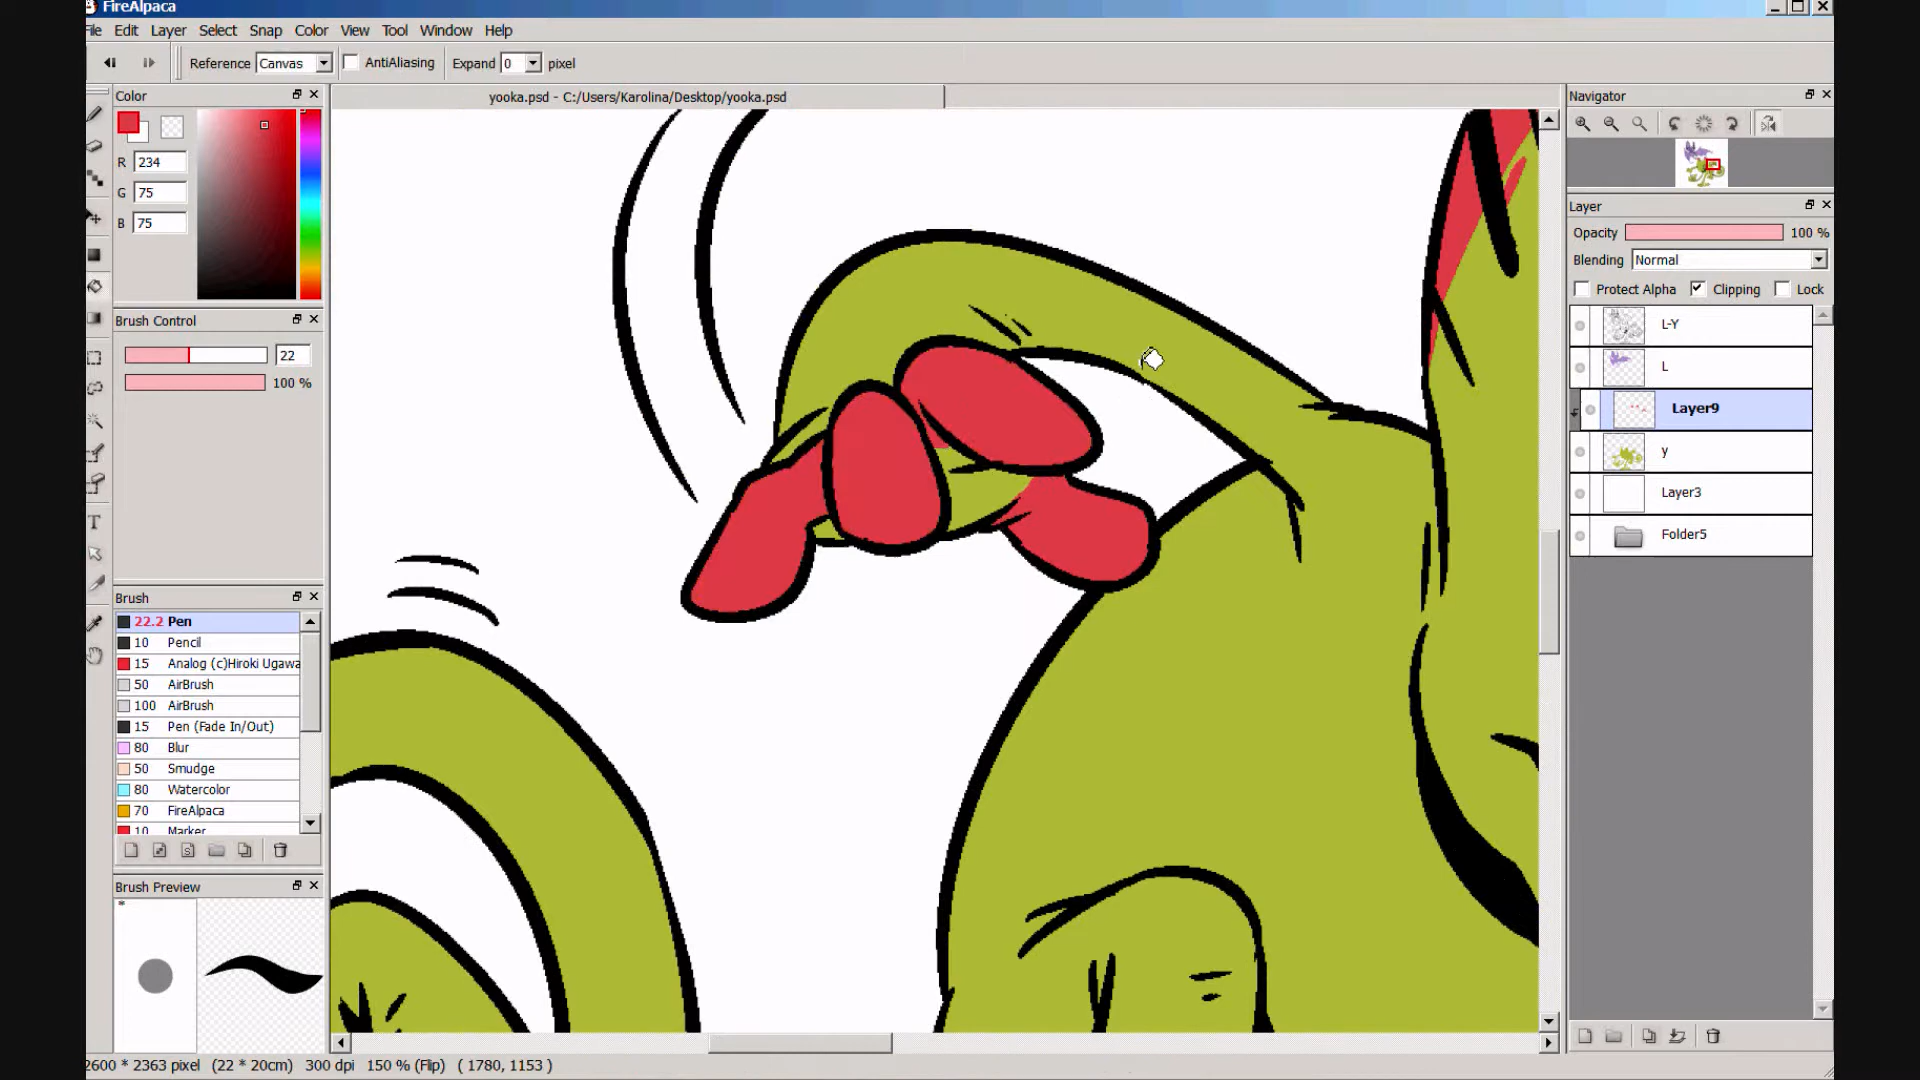 FireAlpaca
File Edit Layer Select Snap Color View Tool Window Help
Reference Canvas AntiAliasing Expand 0 pixel
Color
yooka.psd - C:/Users/Karolina/Desktop/yooka.psd
Navigator
R 234
G 75
B 75
Layer
Opacity 100 %
Blending Normal
Protect Alpha Clipping Lock
Brush Control
22
100 %
L-Y
L
Layer9
y
Layer3
Folder5
Brush
22.2 Pen
10 Pencil
15 Analog (c)Hiroki Ugawa
50 AirBrush
100 AirBrush
15 Pen (Fade In/Out)
80 Blur
50 Smudge
80 Watercolor
70 FireAlpaca
10 Marker
Brush Preview
*
2600 * 2363 pixel (22 * 20cm) 300 dpi 150 % (Flip) ( 1780, 1153 )